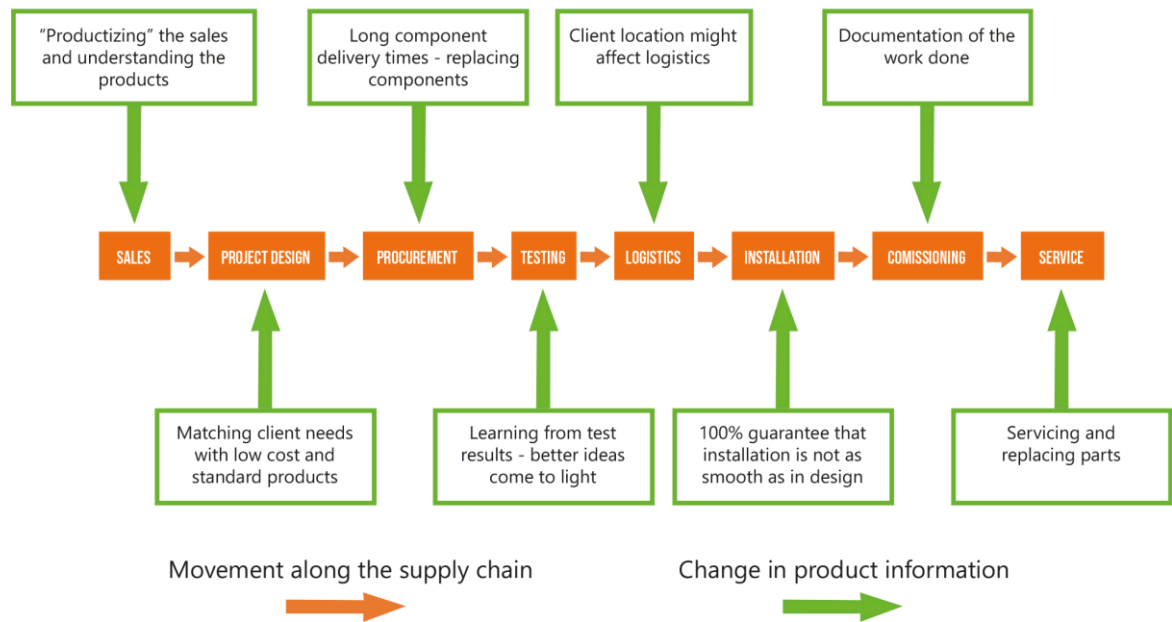 “Productizing” the sales
and understanding the
products
Long component
delivery times - replacing
components
Client location might
affect logistics
Documentation of the
work done
SALES
PROJECT DESIGN
PROCUREMENT
TESTING
LOGISTICS
INSTALLATION
COMISSIONING
SERVICE
Matching client needs
with low cost and
standard products
Learning from test
results - better ideas
come to light
100% guarantee that
installation is not as
smooth as in design
Servicing and
replacing parts
Movement along the supply chain
Change in product information